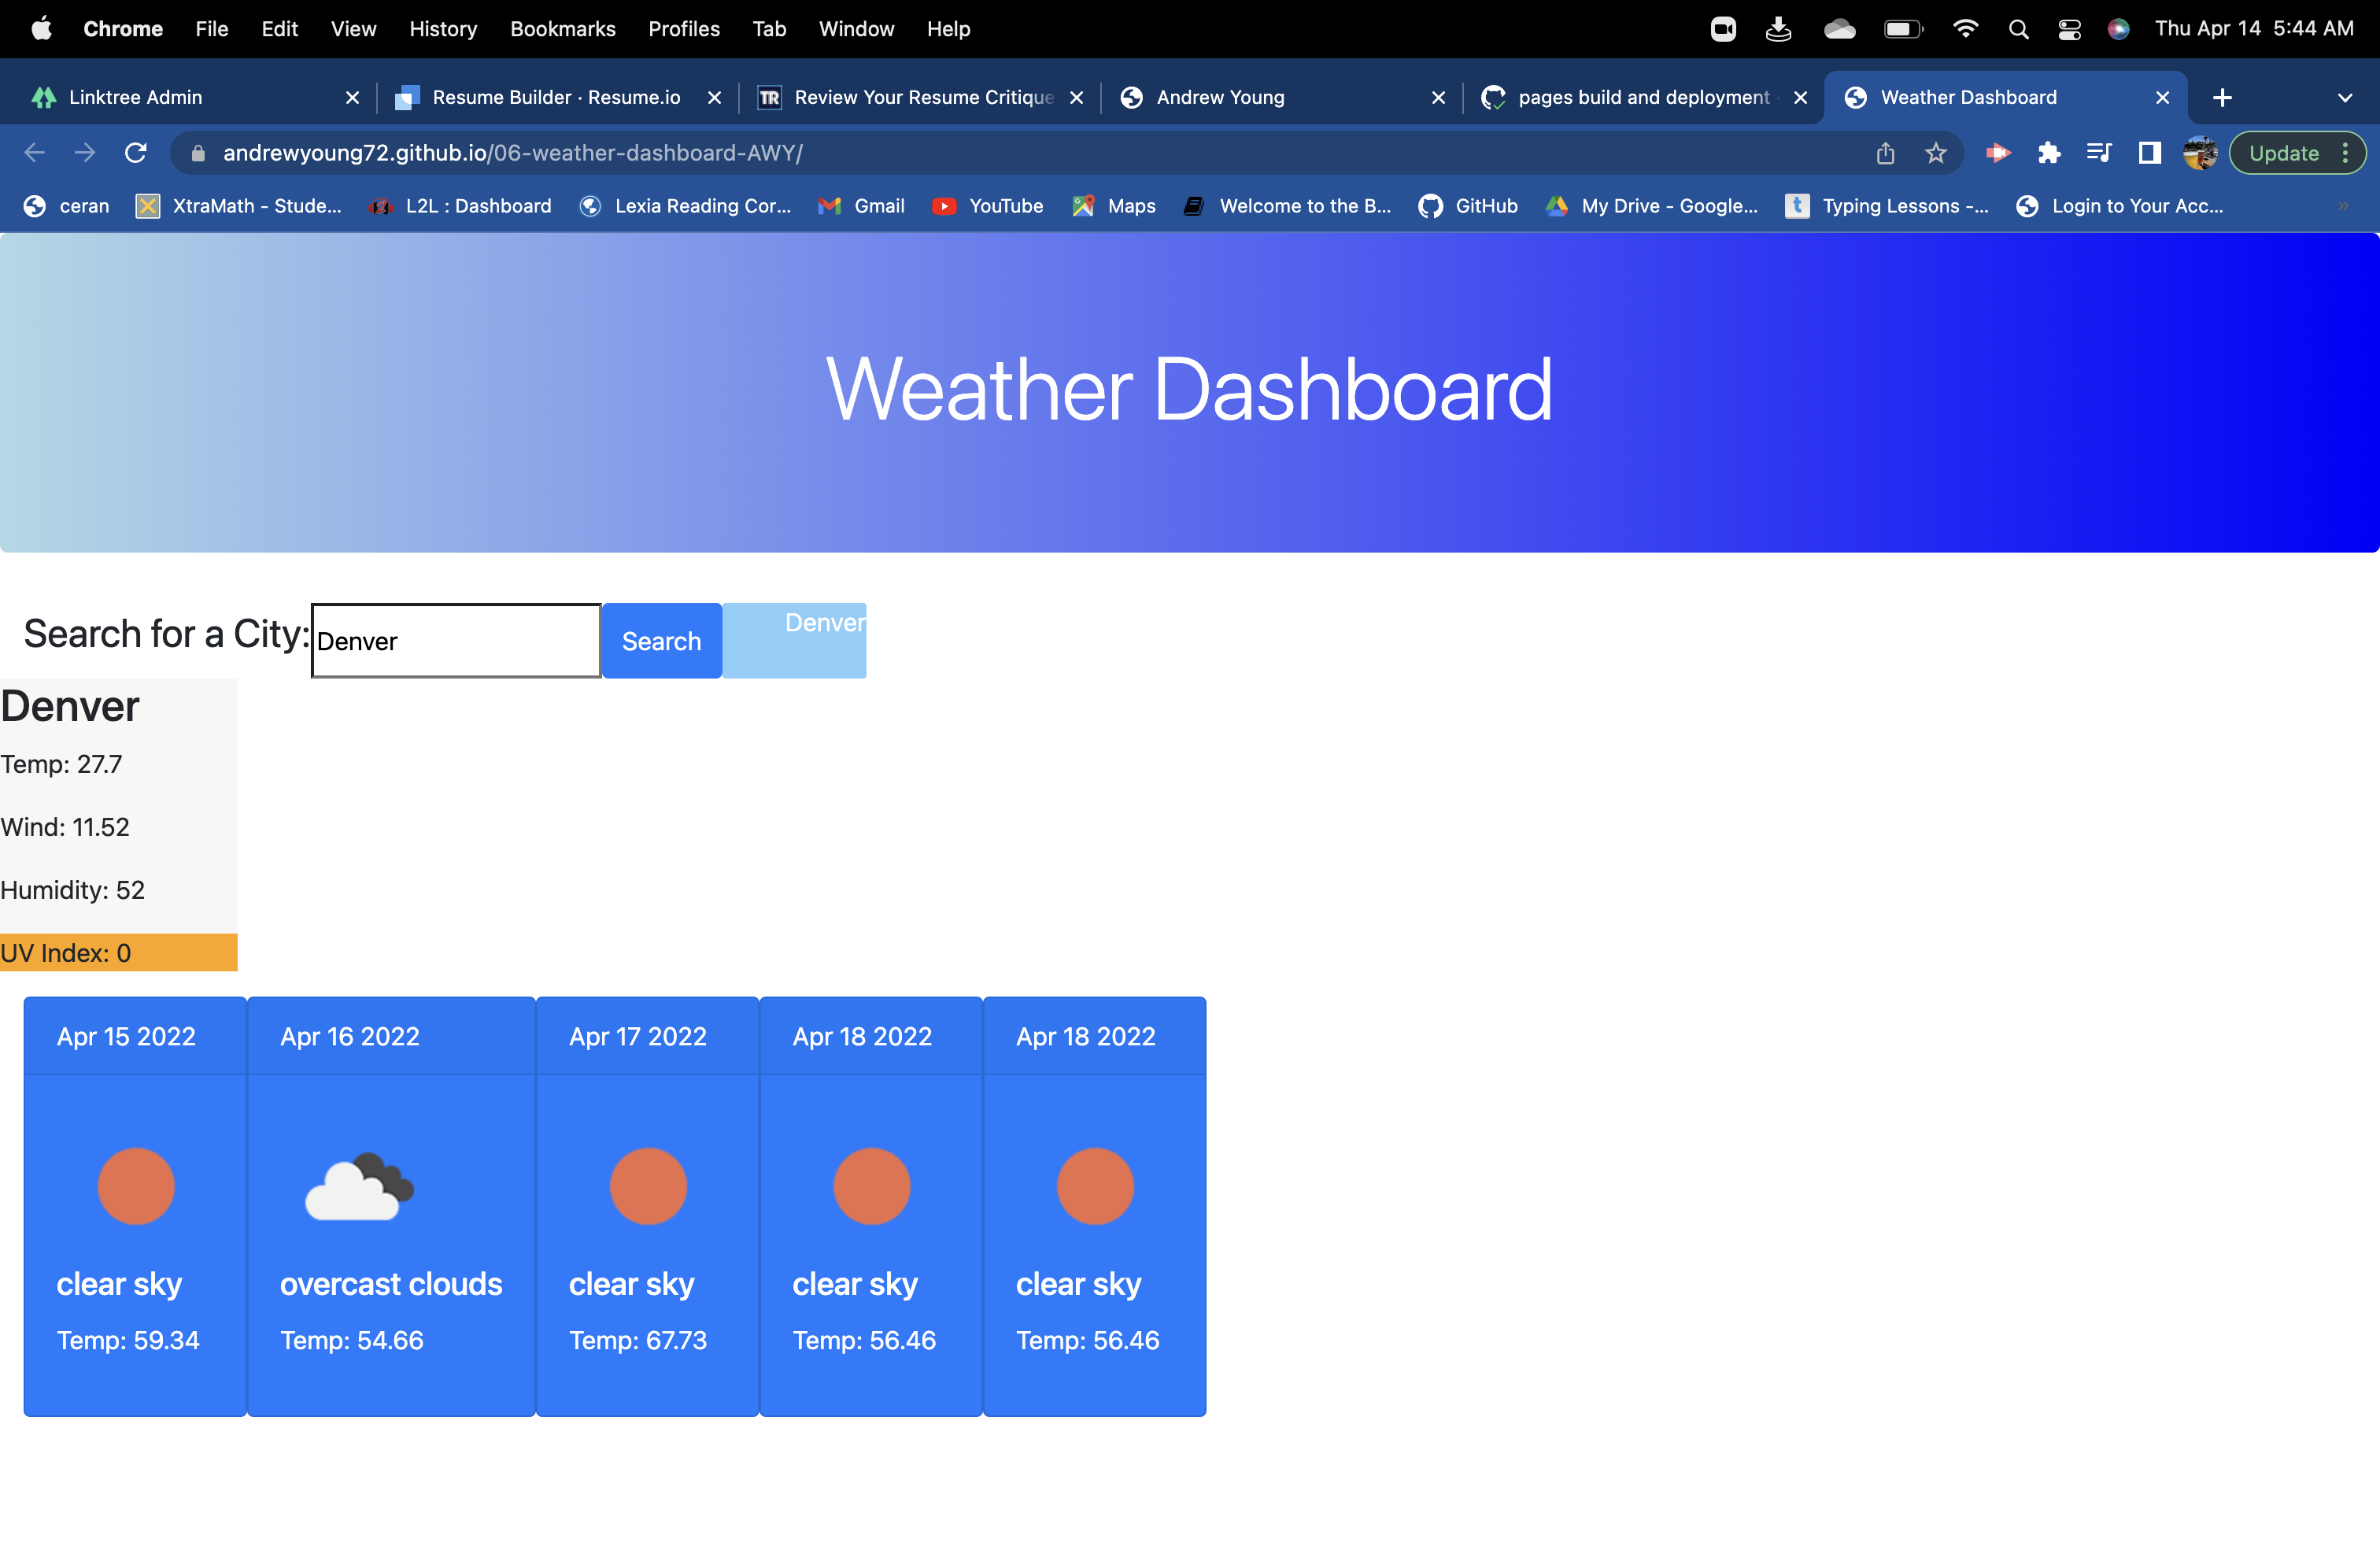 Chrome File Edit View History Bookmarks Profiles Tab Window Help Thu Apr 14 5:44 AM
Linktree Admin Resume Builder · Resume.io TR Review Your Resume Critique Andrew Young pages build and deployment Weather Dashboard
andrewyoung72.github.io/06-weather-dashboard-AWY/ Update
ceran XtraMath - Stude... L2L : Dashboard Lexia Reading Cor... Gmail YouTube Maps Welcome to the B... GitHub My Drive - Google... t Typing Lessons -... Login to Your Acc... »
Weather Dashboard
Search for a City: Denver Search Denver
Denver
Temp: 27.7
Wind: 11.52
Humidity: 52
UV Index: 0
Apr 15 2022 Apr 16 2022 Apr 17 2022 Apr 18 2022 Apr 18 2022
clear sky overcast clouds clear sky clear sky clear sky
Temp: 59.34 Temp: 54.66 Temp: 67.73 Temp: 56.46 Temp: 56.46